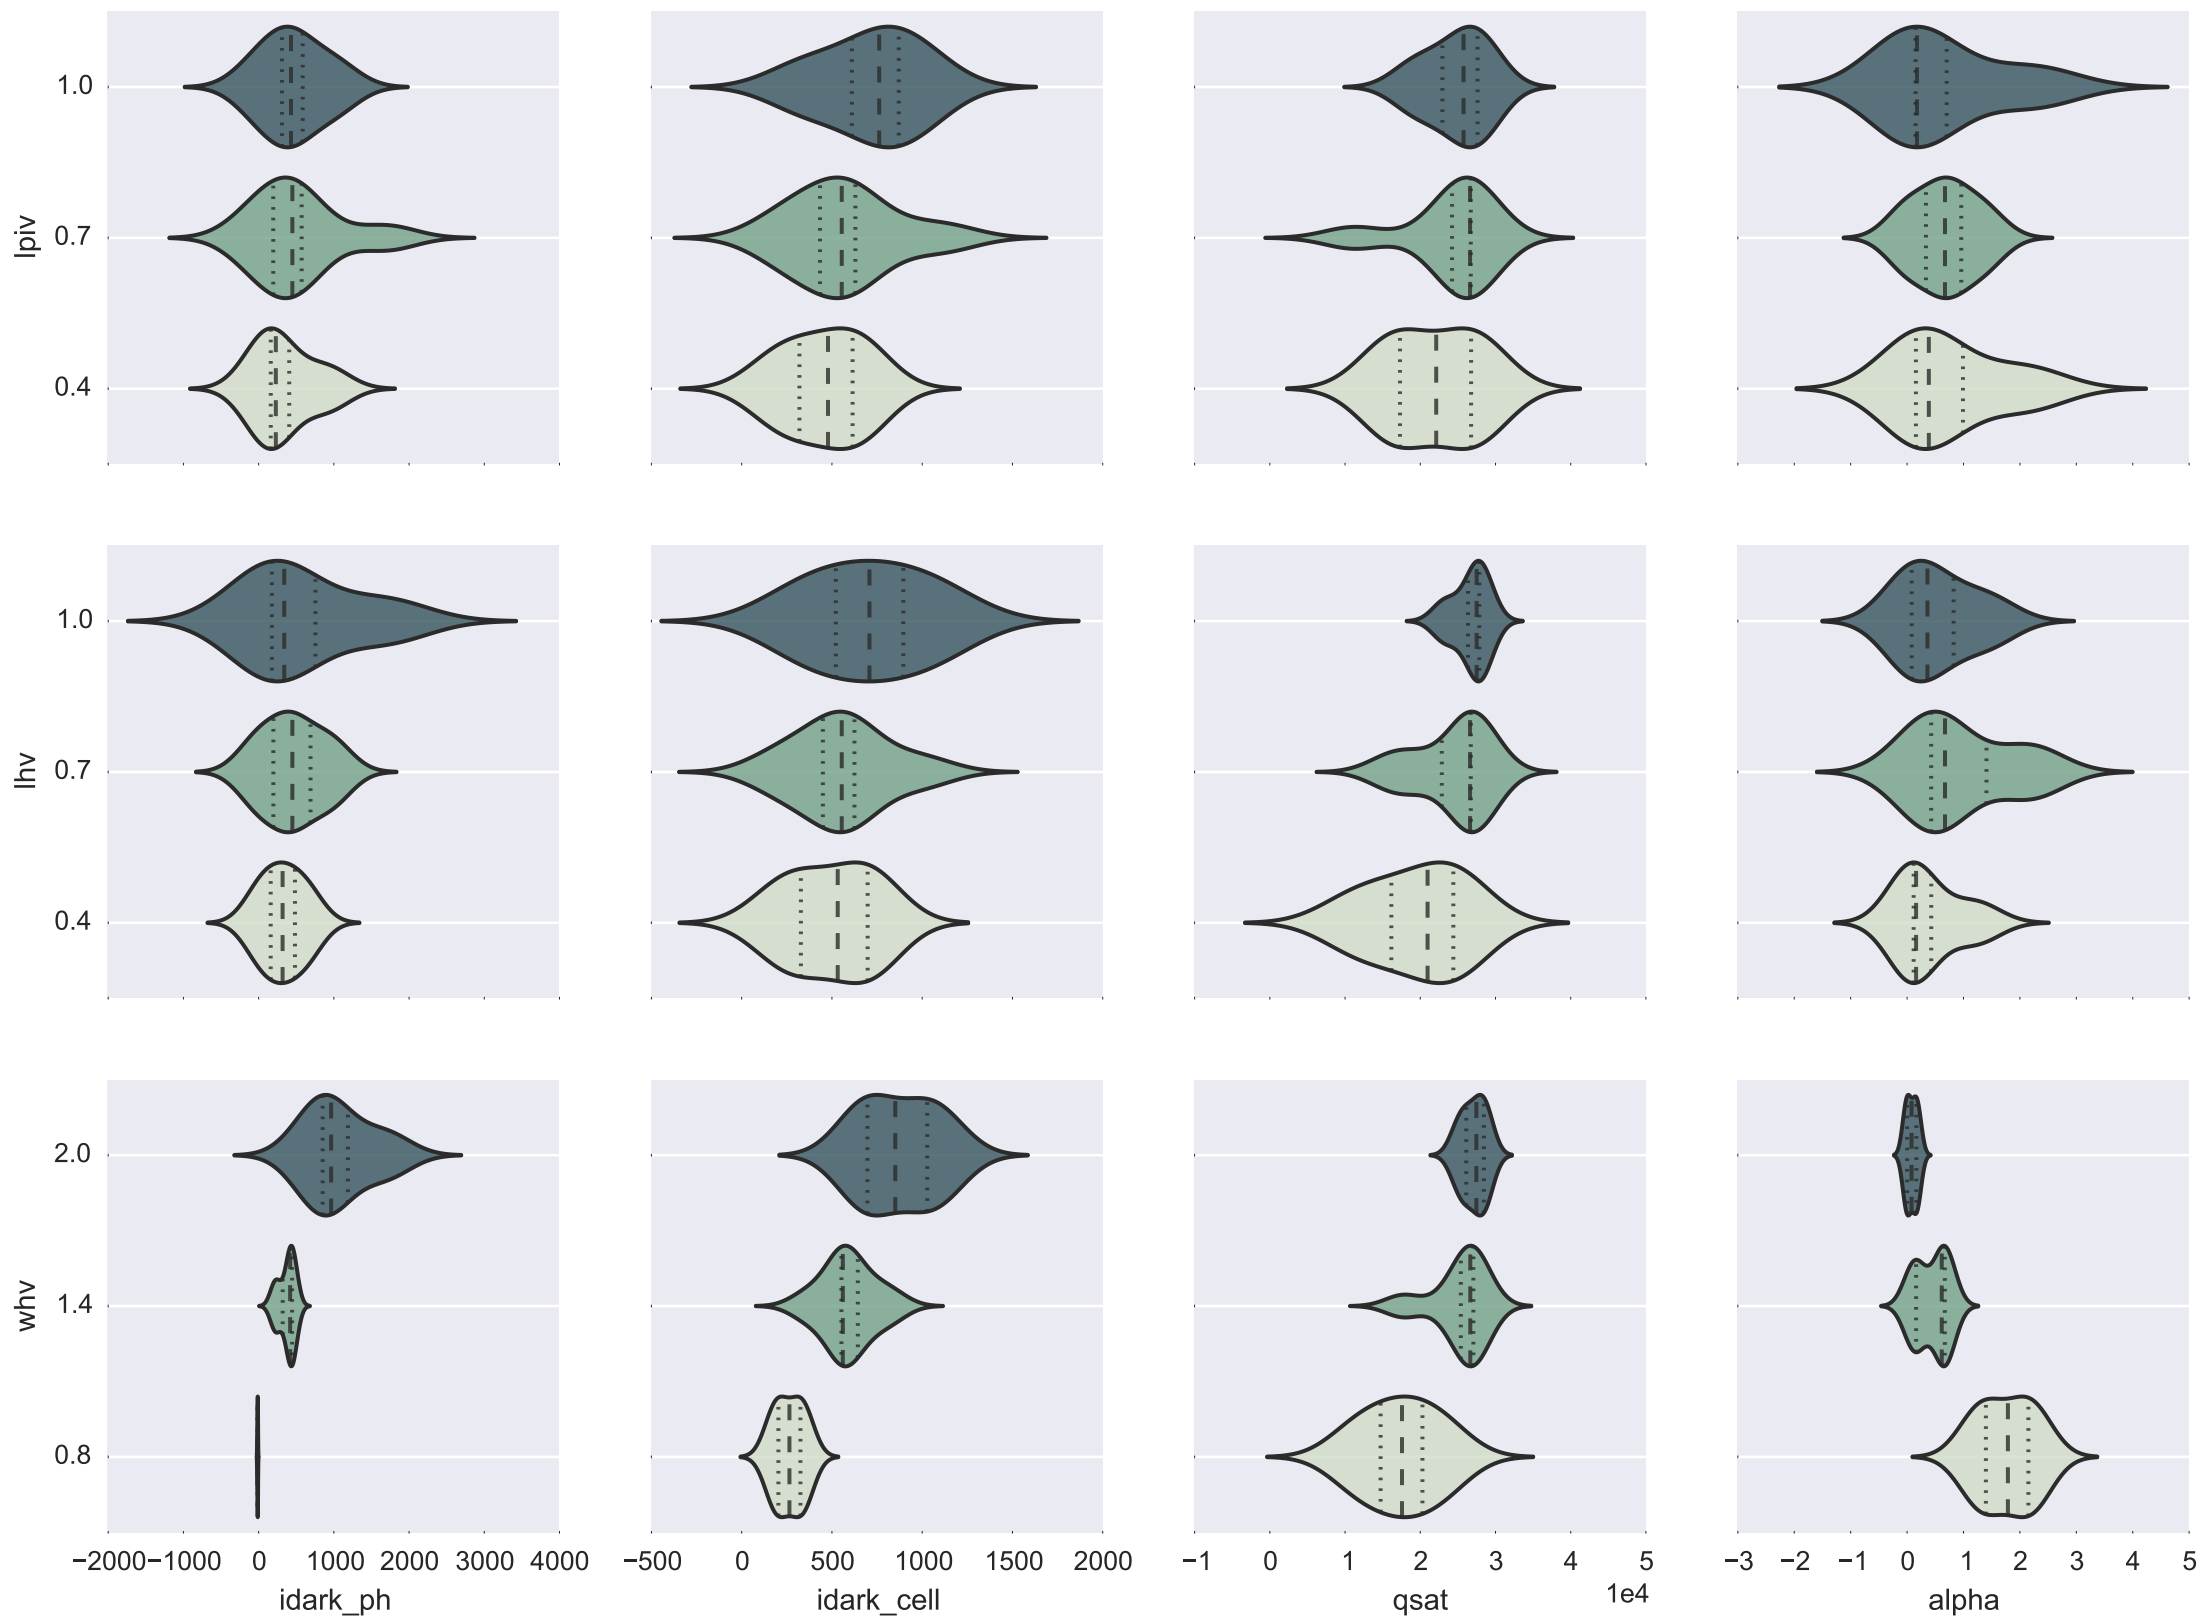 lpiv
1.0
0.7
0.4
lhv
1.0
0.7
0.4
whv
2.0
1.4
0.8
−2000 −1000 0 1000 2000 3000 4000
idark_ph
−500 0 500 1000 1500 2000
idark_cell
−1 0 1 2 3 4 5
1e4
qsat
−3 −2 −1 0 1 2 3 4 5
alpha